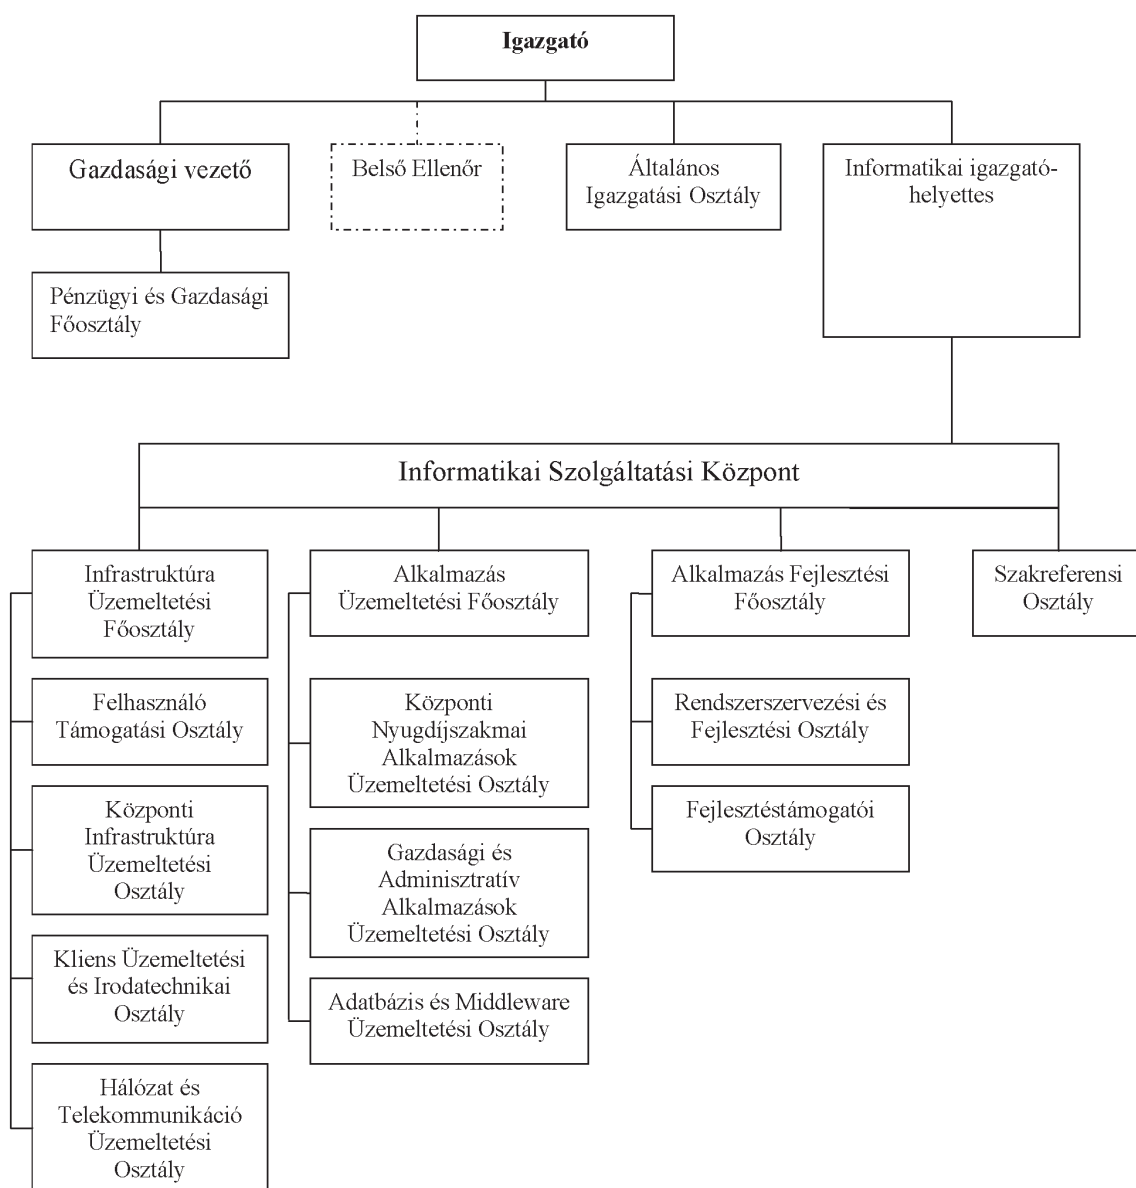 Igazgató
Gazdasági vezető
Belső Ellenőr
Általános
Igazgatási Osztály
Informatikai igazgató-
helyettes
Pénzügyi és Gazdasági
Főosztály
Informatikai Szolgáltatási Központ
Infrastruktúra
Üzemeltetési
Főosztály
Alkalmazás
Üzemeltetési Főosztály
Alkalmazás Fejlesztési
Főosztály
Szakreferensi
Osztály
Felhasználó
Támogatási Osztály
Központi
Nyugdíjszakmai
Alkalmazások
Üzemeltetési Osztály
Rendszerszervezési és
Fejlesztési Osztály
Központi
Infrastruktúra
Üzemeltetési
Osztály
Gazdasági és
Adminisztratív
Alkalmazások
Üzemeltetési Osztály
Fejlesztéstámogatói
Osztály
Kliens Üzemeltetési
és Irodatechnikai
Osztály
Adatbázis és Middleware
Üzemeltetési Osztály
Hálózat és
Telekommunikáció
Üzemeltetési
Osztály